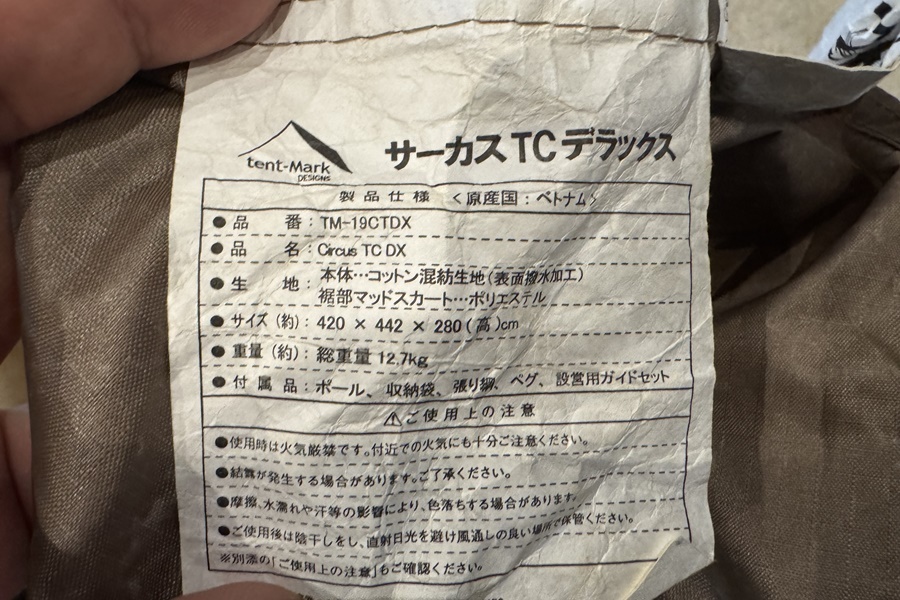 tent-Mark
DESIGNS
サーカス TC デラックス
製品仕様 <原産国：ベトナム>
●品　番：TM-19CTDX
●品　名：Circus TC DX
●生　地：本体…コットン混紡生地(表面撥水加工)
裾部マッドスカート…ポリエステル
●サイズ (約)：420 × 442 × 280(高)cm
●重量 (約)：総重量 12.7kg
●付属品：ポール、収納袋、張り綱、ペグ、設営用ガイドセット
⚠ご使用上の注意
●使用時は火気厳禁です。付近での火気にも十分ご注意ください。
●結露が発生する場合があります。ご了承ください。
●摩擦、水濡れや汗等の影響により、色落ちする場合があります。
●ご使用後は陰干しをし、直射日光を避け風通しの良い場所で保管ください。
※別添の「ご使用上の注意」もご確認ください。